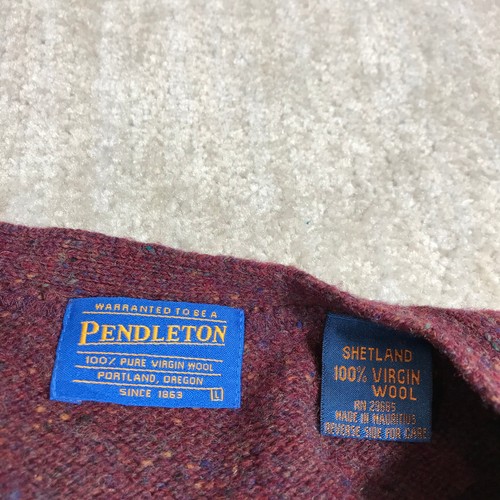 WARRANTED TO BE A
PENDLETON
100% PURE VIRGIN WOOL
PORTLAND, OREGON
SINCE 1863
L
SHETLAND
100% VIRGIN
WOOL
RN 29685
MADE IN MAURITIUS
REVERSE SIDE FOR CARE